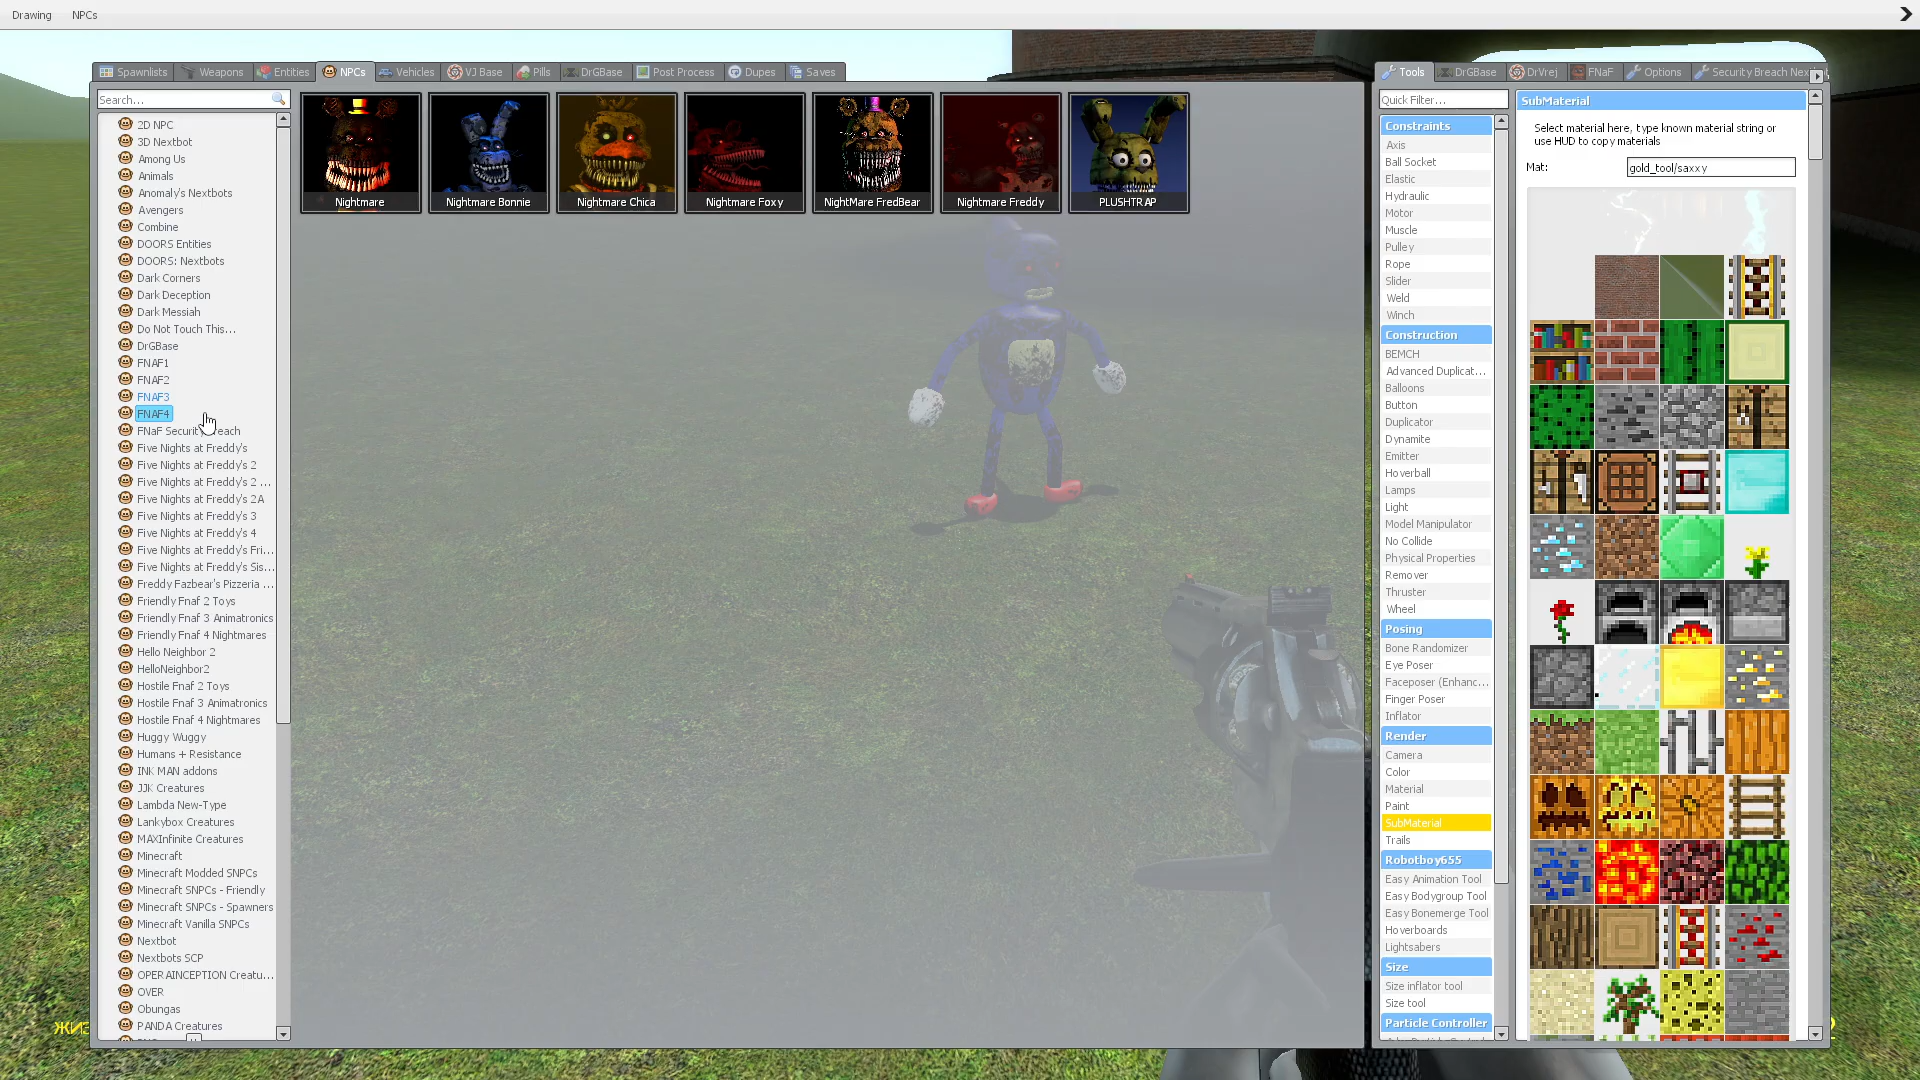 Drawing NPCs
Spawnlists Weapons Entities NPCs Vehicles VJ Base Pills DrGBase Post Process Dupes Saves
Search...
2D NPC
3D Nextbot
Among Us
Animals
Anomaly's Nextbots
Avengers
Combine
DOORS Entities
DOORS: Nextbots
Dark Corners
Dark Deception
Dark Messiah
Do Not Touch This...
DrGBase
FNAF1
FNAF2
FNAF3
FNAF4
FNaF Securit reach
Five Nights at Freddy's
Five Nights at Freddy's 2
Five Nights at Freddy's 2 ...
Five Nights at Freddy's 2A
Five Nights at Freddy's 3
Five Nights at Freddy's 4
Five Nights at Freddy's Fri...
Five Nights at Freddy's Sis...
Freddy Fazbear's Pizzeria ...
Friendly Fnaf 2 Toys
Friendly Fnaf 3 Animatronics
Friendly Fnaf 4 Nightmares
Hello Neighbor 2
HelloNeighbor2
Hostile Fnaf 2 Toys
Hostile Fnaf 3 Animatronics
Hostile Fnaf 4 Nightmares
Huggy Wuggy
Humans + Resistance
INK MAN addons
JJK Creatures
Lambda New-Type
Lankybox Creatures
MAXInfinite Creatures
Minecraft
Minecraft Modded SNPCs
Minecraft SNPCs - Friendly
Minecraft SNPCs - Spawners
Minecraft Vanilla SNPCs
Nextbot
Nextbots SCP
OPERAINCEPTION Creatu...
OVER
Obungas
PANDA Creatures
Nightmare
Nightmare Bonnie
Nightmare Chica
Nightmare Foxy
NightMare FredBear
Nightmare Freddy
PLUSHTRAP
Tools DrGBase DrVrej FNaF Options Security Breach Nex
Quick Filter...
Constraints
Axis
Ball Socket
Elastic
Hydraulic
Motor
Muscle
Pulley
Rope
Slider
Weld
Winch
Construction
BEMCH
Advanced Duplicat...
Balloons
Button
Duplicator
Dynamite
Emitter
Hoverball
Lamps
Light
Model Manipulator
No Collide
Physical Properties
Remover
Thruster
Wheel
Posing
Bone Randomizer
Eye Poser
Faceposer (Enhanc...
Finger Poser
Inflator
Render
Camera
Color
Material
Paint
SubMaterial
Trails
Robotboy655
Easy Animation Tool
Easy Bodygroup Tool
Easy Bonemerge Tool
Hoverboards
Lightsabers
Size
Size inflator tool
Size tool
Particle Controller
SubMaterial
Select material here, type known material string or
use HUD to copy materials
Mat: gold_tool/saxxy